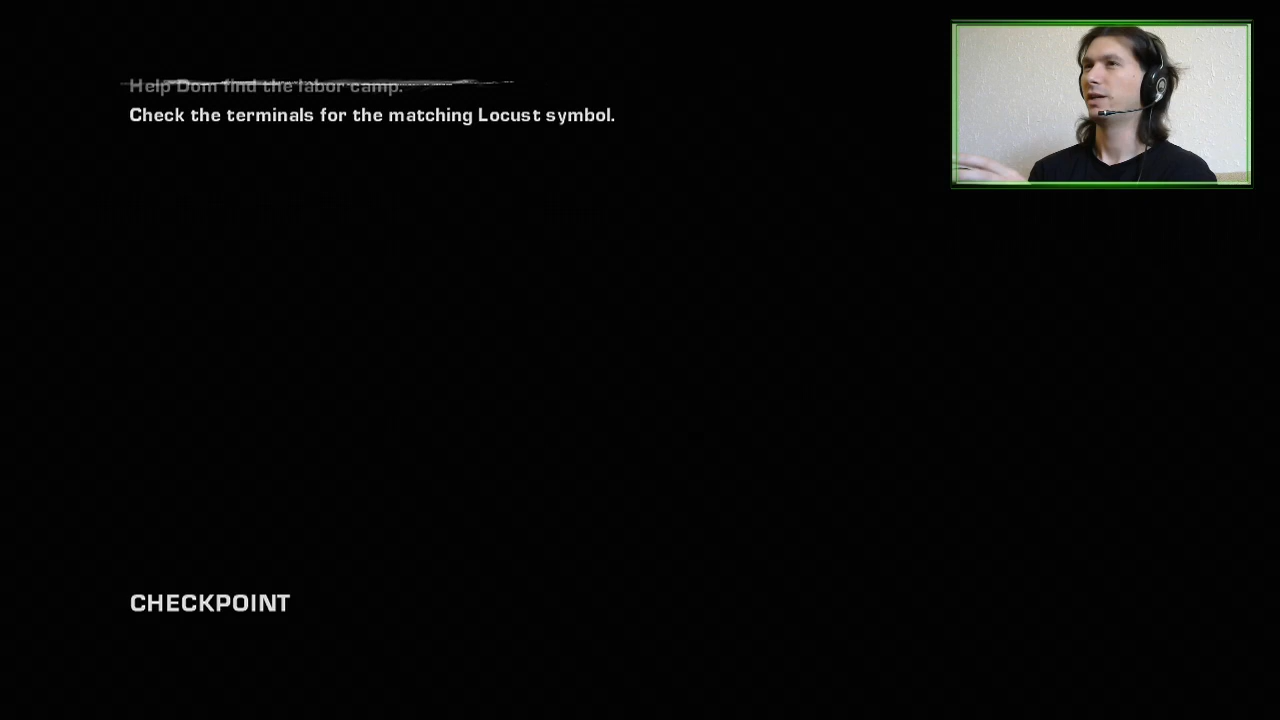 Help Dom find the labor camp.
Check the terminals for the matching Locust symbol.
CHECKPOINT